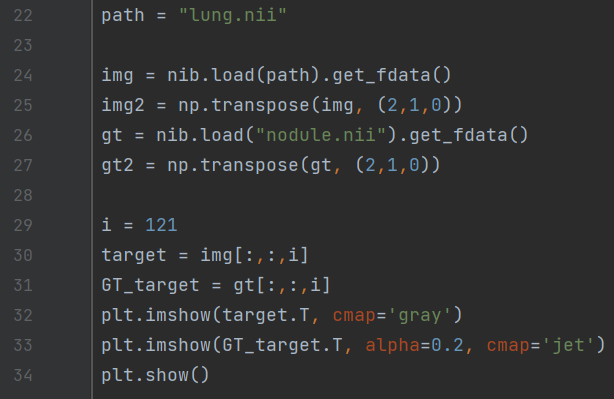 22 path = "lung.nii"
23
24 img = nib.load(path).get_fdata()
25 img2 = np.transpose(img, (2,1,0))
26 gt = nib.load("nodule.nii").get_fdata()
27 gt2 = np.transpose(gt, (2,1,0))
28
29 i = 121
30 target = img[:,:,i]
31 GT_target = gt[:,:,i]
32 plt.imshow(target.T, cmap='gray')
33 plt.imshow(GT_target.T, alpha=0.2, cmap='jet')
34 plt.show()